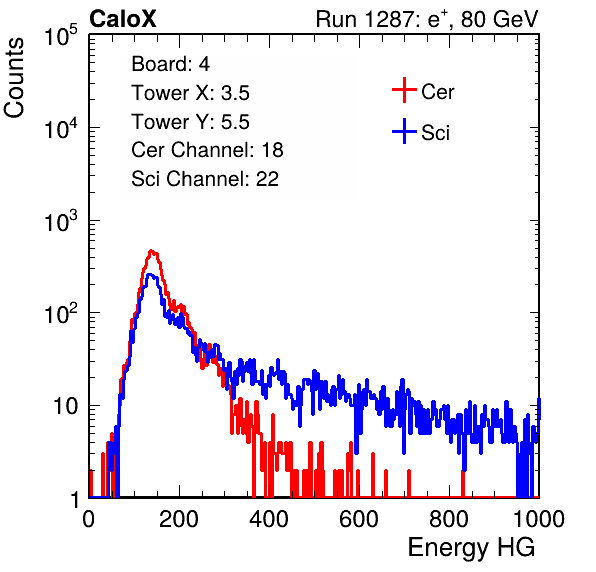 CaloX Run 1287: e⁺, 80 GeV
Counts
Board: 4
Tower X: 3.5
Tower Y: 5.5
Cer Channel: 18
Sci Channel: 22
Cer
Sci
10⁵
10⁴
10³
10²
10
1
0 200 400 600 800 1000
Energy HG